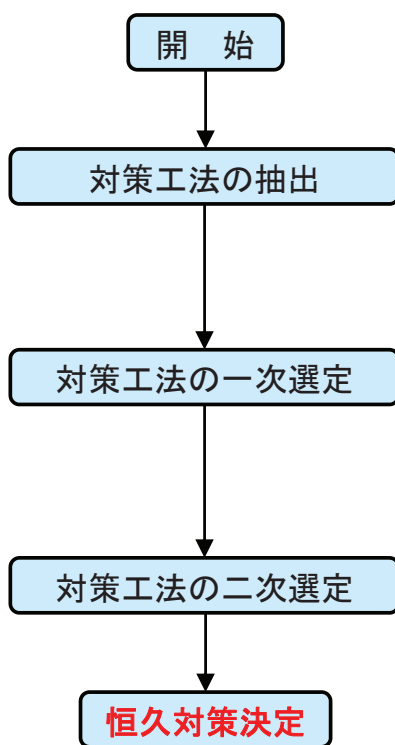 開　始
対策工法の抽出
対策工法の一次選定
対策工法の二次選定
恒久対策決定